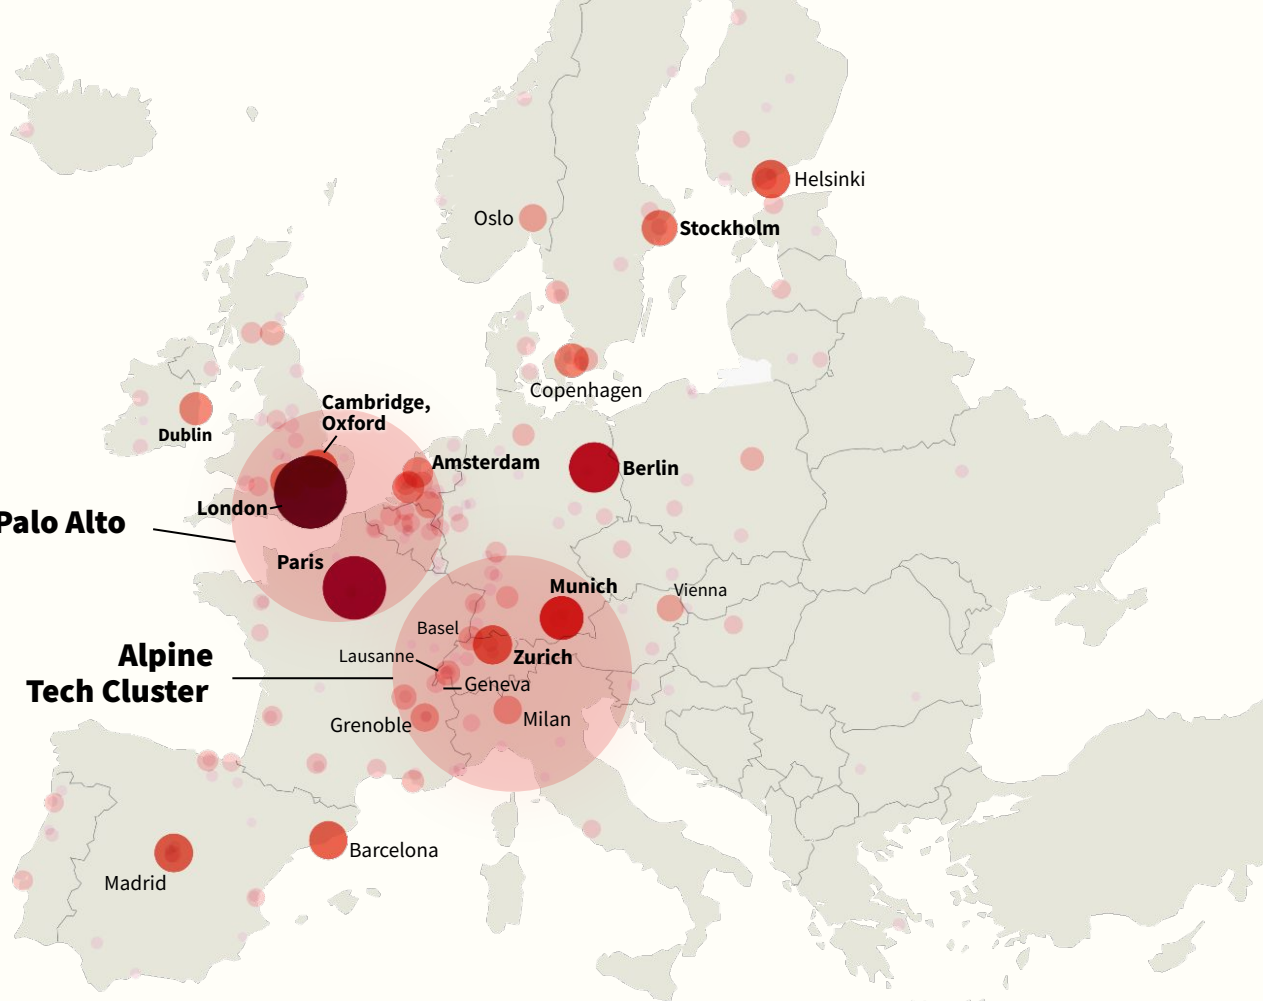 Helsinki
Oslo
Stockholm
Copenhagen
Cambridge,
Oxford
Dublin
Amsterdam
Berlin
London
Palo Alto
Paris
Munich
Vienna
Basel
Alpine
Tech Cluster
Lausanne
Zurich
Geneva
Grenoble
Milan
Barcelona
Madrid